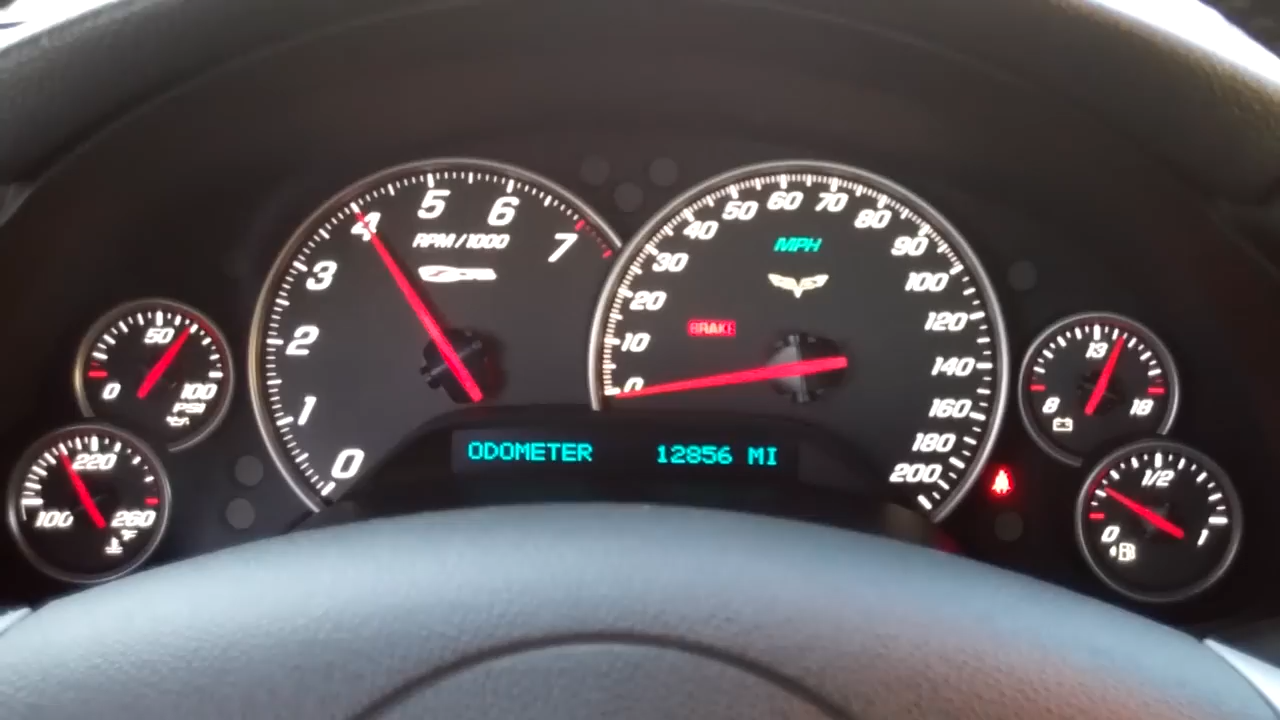 0 1 2 3 4 5 6 7
RPM/1000
0 10 20 30 40 50 60 70 80 90 100 120 140 160 180 200
MPH
BRAKE
ODOMETER 12856 MI
0 50 100
PSI
100 220 260
°F
8 13 18
0 1/2 1